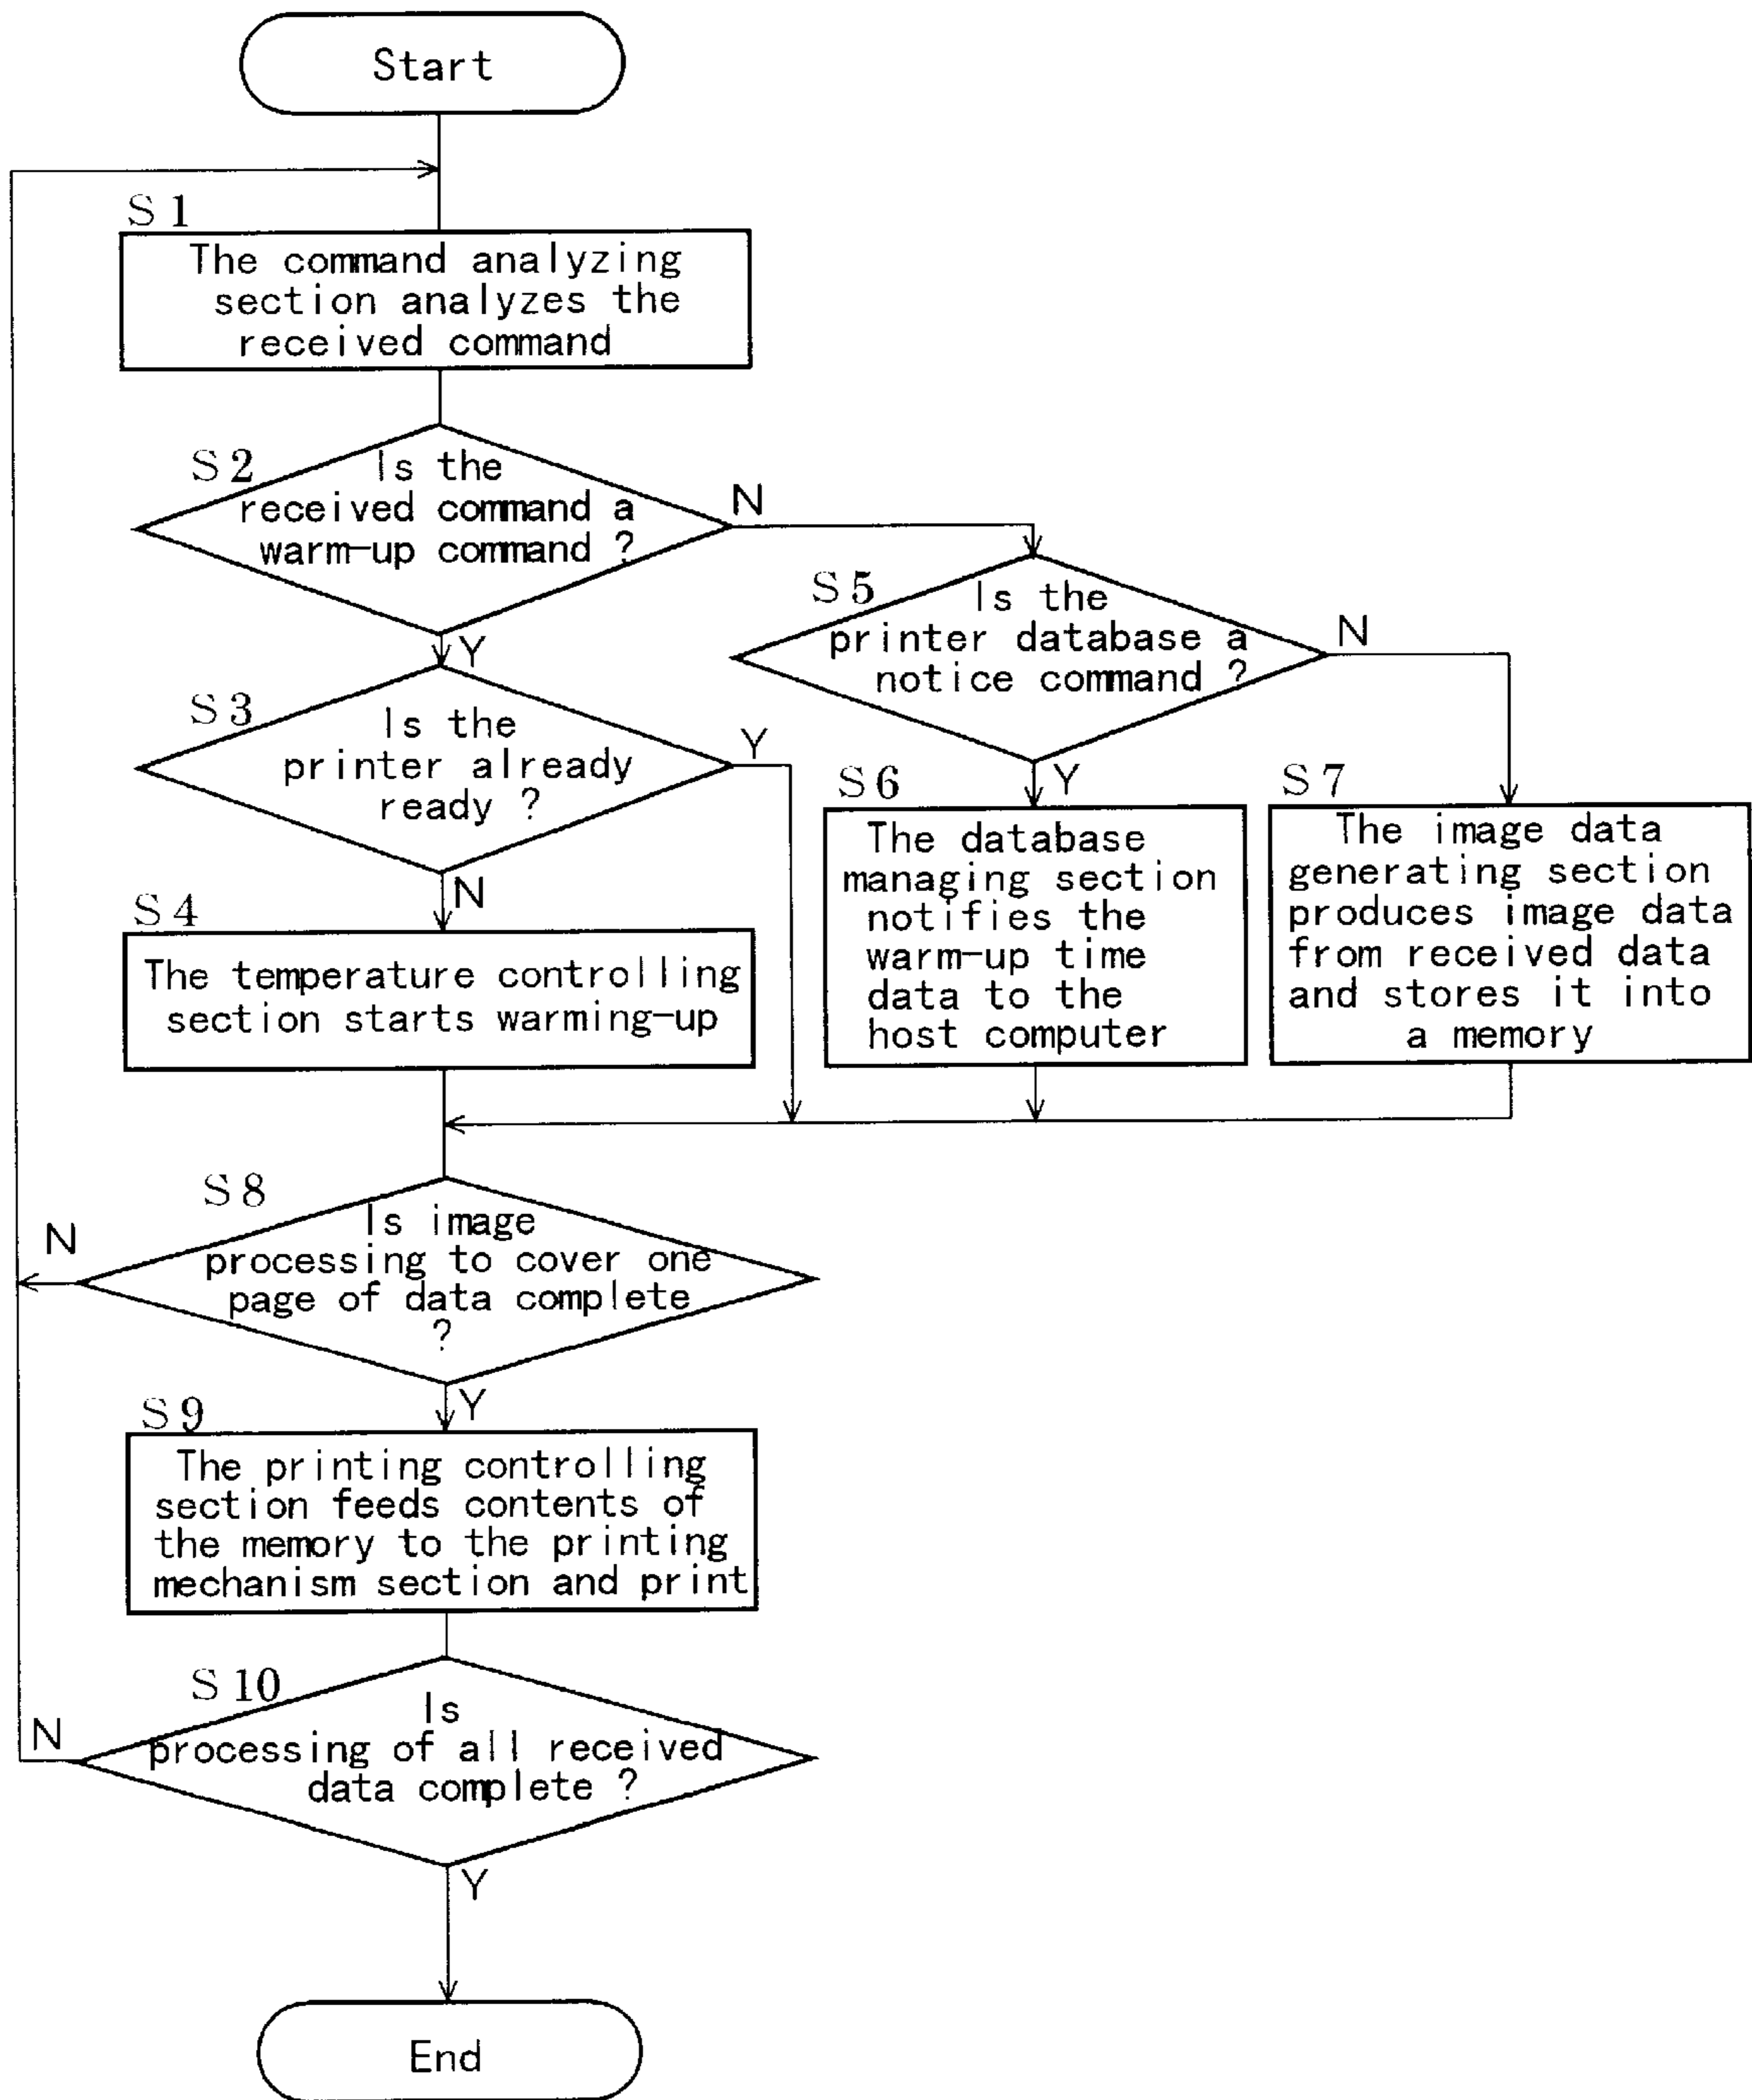 Start
S1
The command analyzing
section analyzes the
received command
S2
Is the
received command a
warm-up command ?
N
Y
S5
Is the
printer database a
notice command ?
N
Y
S3
Is the
printer already
ready ?
Y
N
S4
The temperature controlling
section starts warming-up
S6
The database
managing section
notifies the
warm-up time
data to the
host computer
S7
The image data
generating section
produces image data
from received data
and stores it into
a memory
S8
Is image
processing to cover one
page of data complete
?
N
Y
S9
The printing controlling
section feeds contents of
the memory to the printing
mechanism section and print
S10
Is
processing of all received
data complete ?
N
Y
End